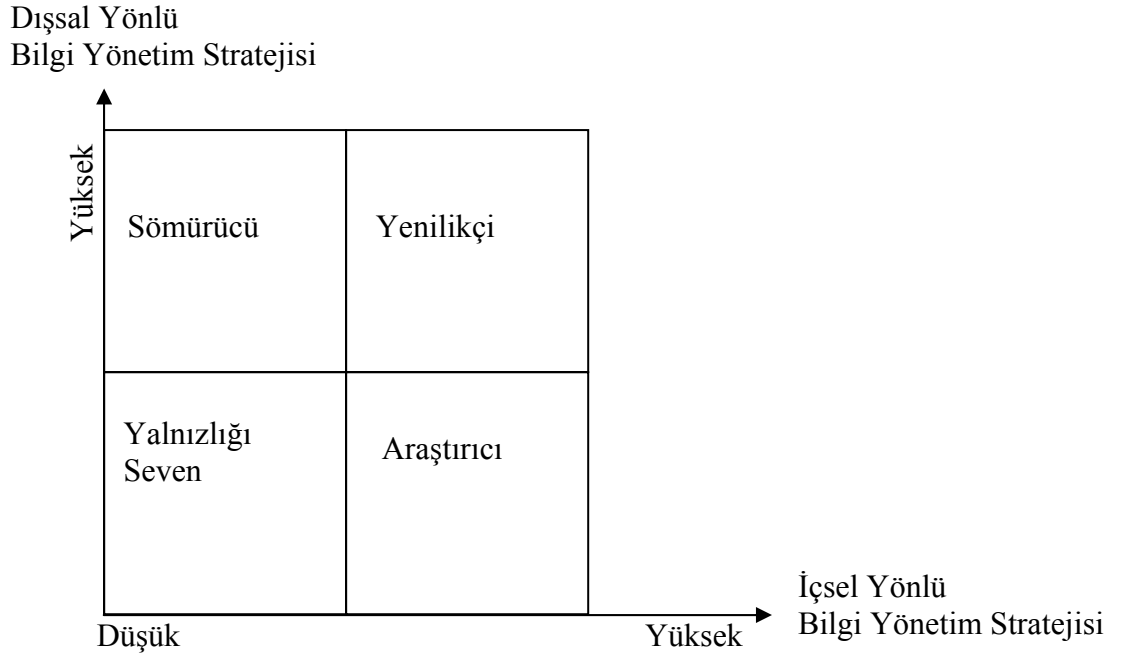 Dışsal Yönlü
Bilgi Yönetim Stratejisi
Yüksek
Sömürücü
Yenilikçi
Yalnızlığı
Seven
Araştırıcı
İçsel Yönlü
Bilgi Yönetim Stratejisi
Düşük
Yüksek